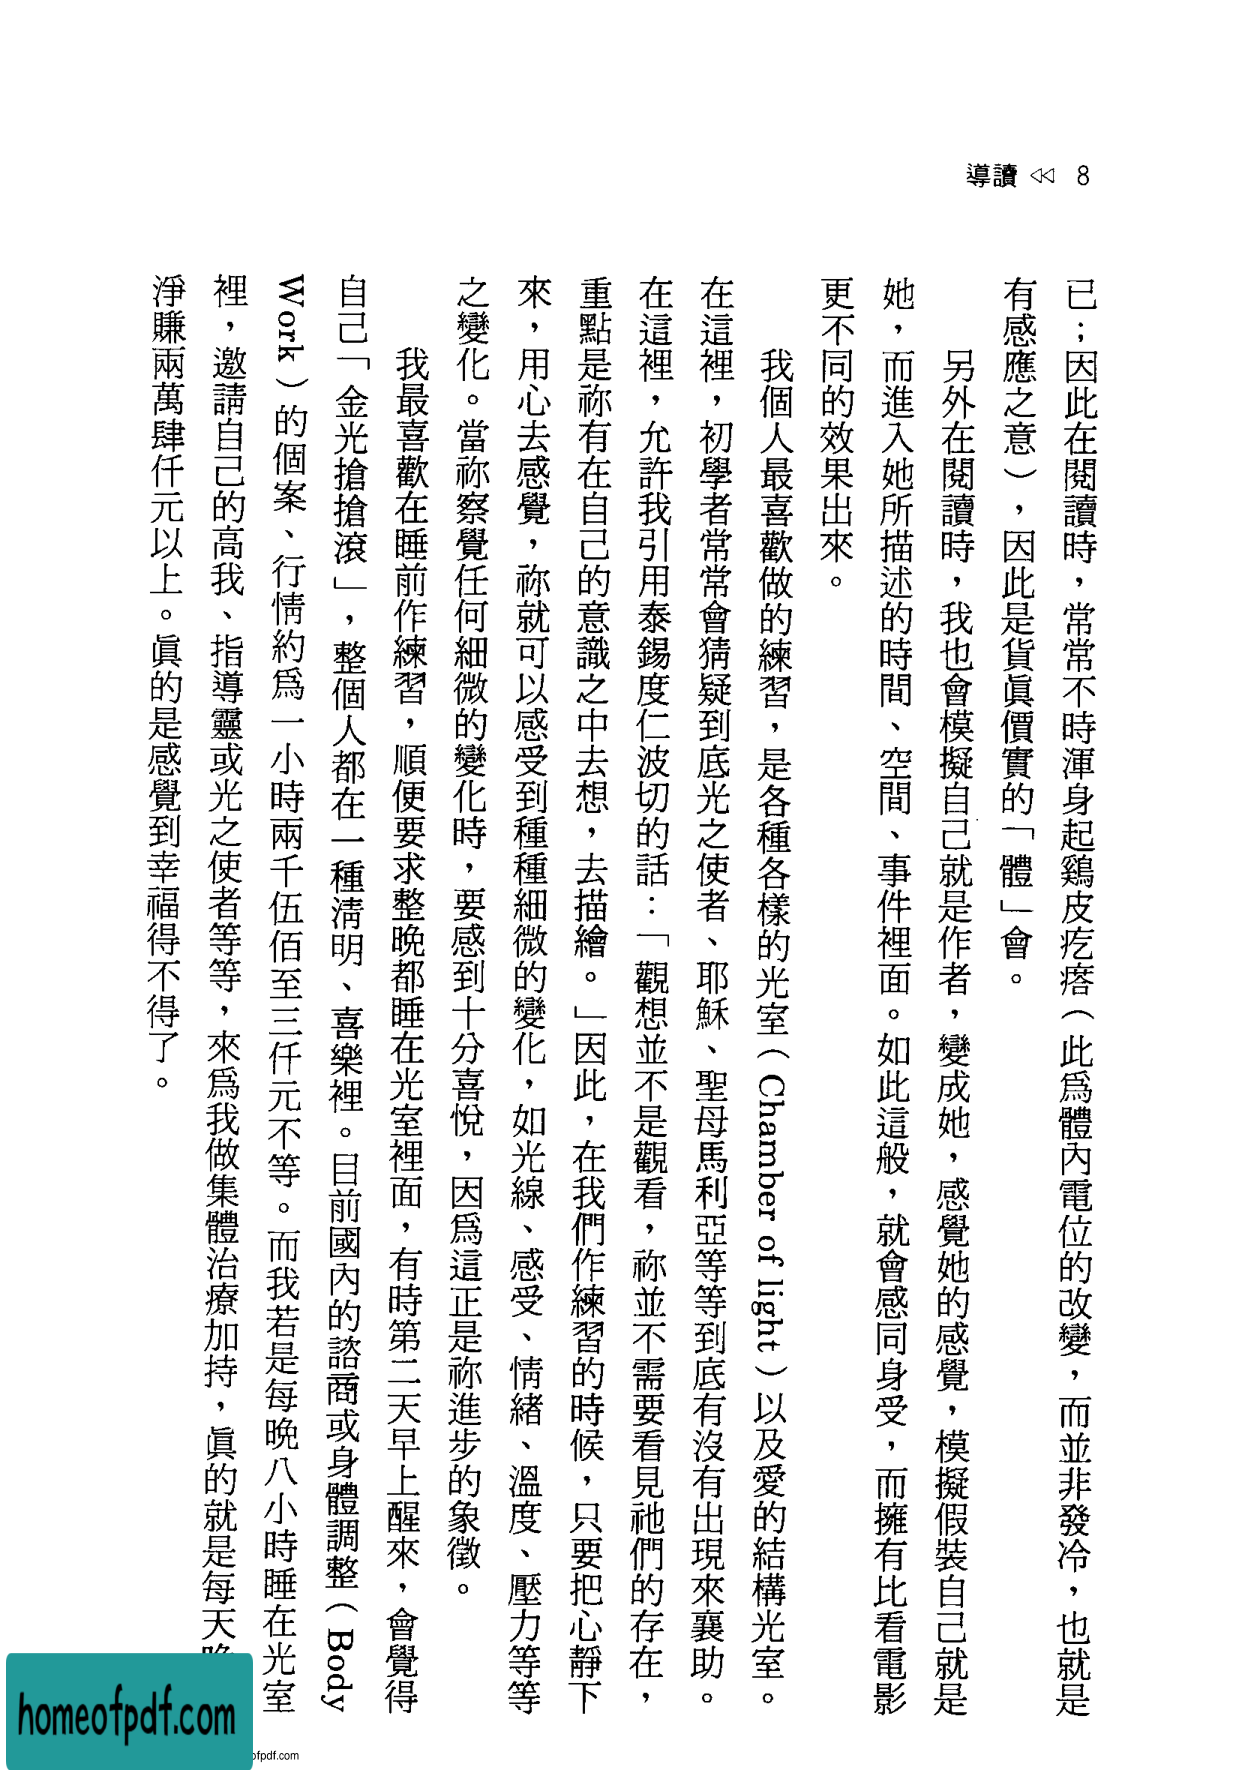 導讀 ◁◁ 8
已；因此在閱讀時，常常不時渾身起鷄皮疙瘩（此爲體內電位的改變，而並非發冷，也就是
有感應之意），因此是貨眞價實的「體」會。
另外在閱讀時，我也會模擬自己就是作者，變成她，感覺她的感覺，模擬假裝自己就是
她，而進入她所描述的時間、空間、事件裡面。如此這般，就會感同身受，而擁有比看電影
更不同的效果出來。
我個人最喜歡做的練習，是各種各樣的光室（Chamber of light）以及愛的結構光室。
在這裡，初學者常常會猜疑到底光之使者、耶穌、聖母馬利亞等等到底有沒有出現來襄助。
在這裡，允許我引用泰錫度仁波切的話：「觀想並不是觀看，祢並不需要看見祂們的存在，
重點是祢有在自己的意識之中去想，去描繪。」因此，在我們作練習的時候，只要把心靜下
來，用心去感覺，祢就可以感受到種種細微的變化，如光線、感受、情緒、溫度、壓力等等
之變化。當祢察覺任何細微的變化時，要感到十分喜悅，因爲這正是祢進步的象徵。
我最喜歡在睡前作練習，順便要求整晚都睡在光室裡面，有時第二天早上醒來，會覺得
自己「金光搶搶滾」，整個人都在一種淸明、喜樂裡。目前國內的諮商或身體調整（Body
Work）的個案、行情約爲一小時兩千伍佰至三仟元不等。而我若是每晚八小時睡在光室
裡，邀請自己的高我、指導靈或光之使者等等，來爲我做集體治療加持，眞的就是每天
淨賺兩萬肆仟元以上。眞的是感覺到幸福得不得了。
homeofpdf.com
ofpdf.com